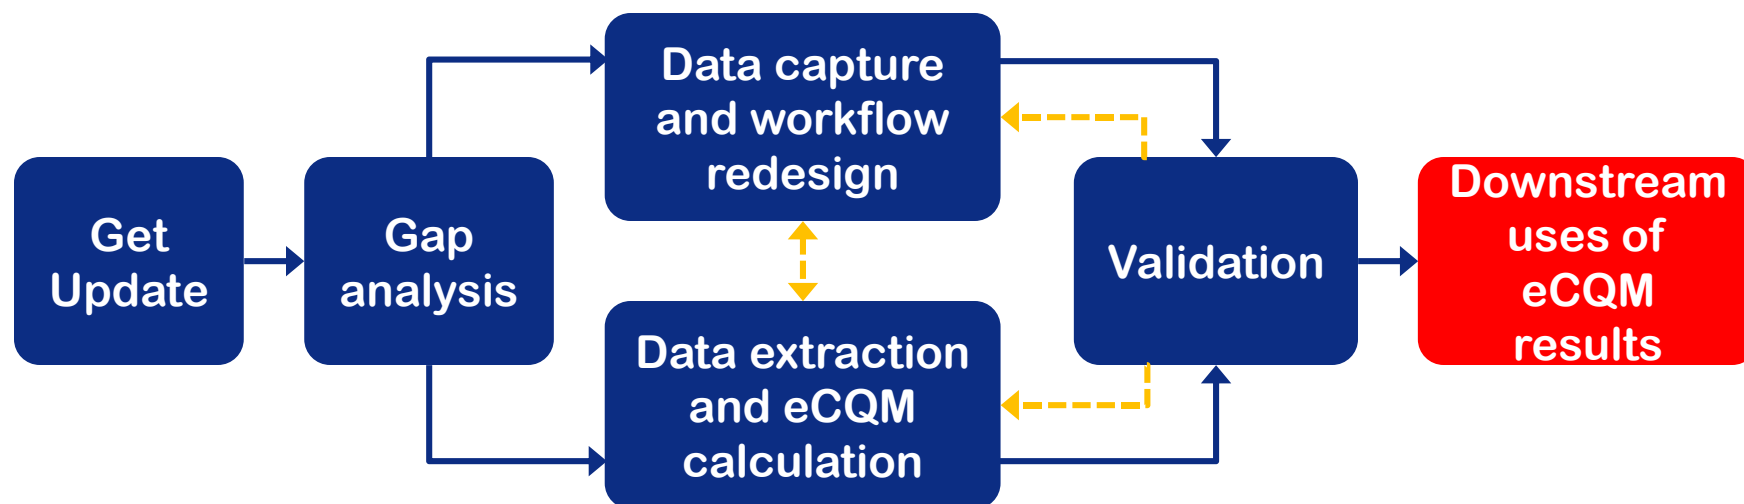 Get
Update
Gap
analysis
Data capture
and workflow
redesign
Data extraction
and eCQM
calculation
Validation
Downstream
uses of
eCQM
results